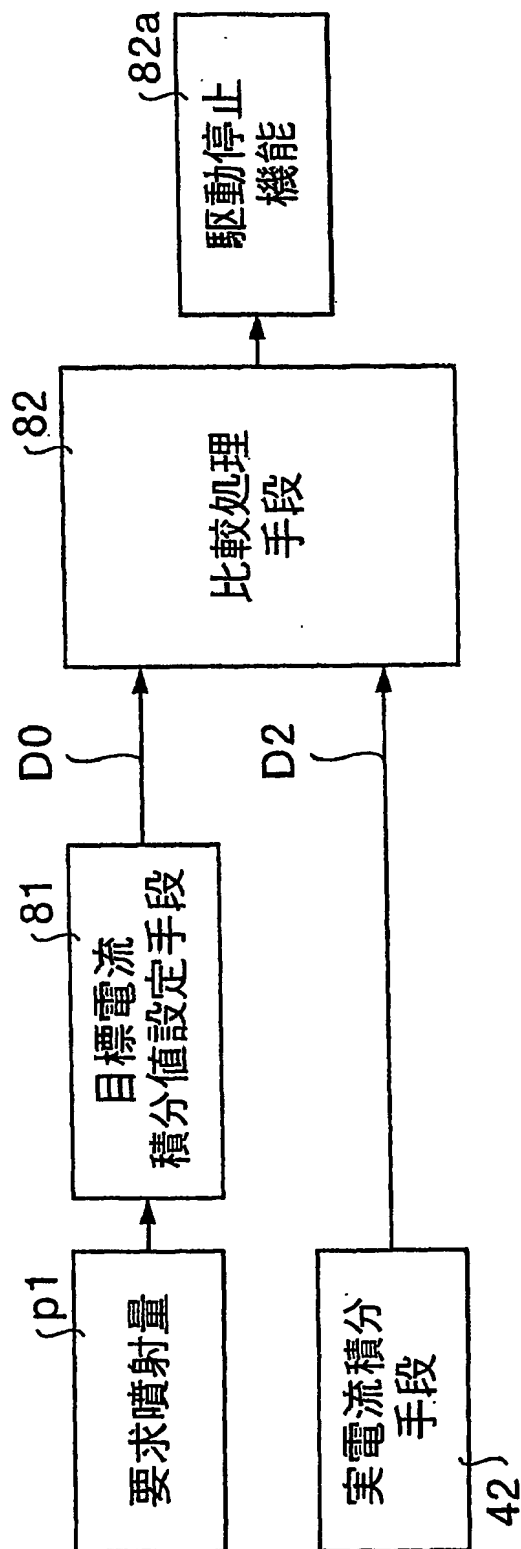 p1
要求噴射量
81
目標電流
積分値設定手段
D0
実電流積分
手段
42
D2
82
比較処理
手段
82a
駆動停止
機能